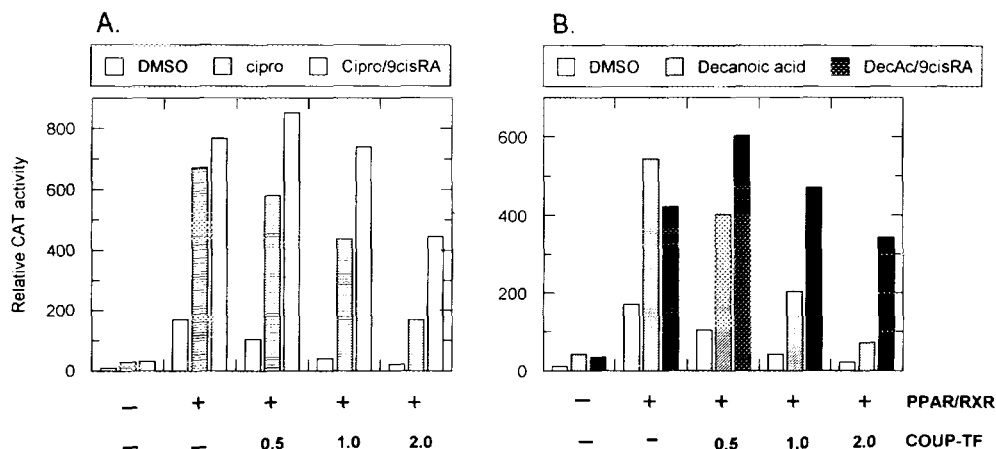 A.
DMSO cipro Cipro/9cisRA
Relative CAT activity
800
600
400
200
0
– + + + +
– – 0.5 1.0 2.0
B.
DMSO Decanoic acid DecAc/9cisRA
600
400
200
0
– + + + + PPAR/RXR
– - 0.5 1.0 2.0 COUP-TF